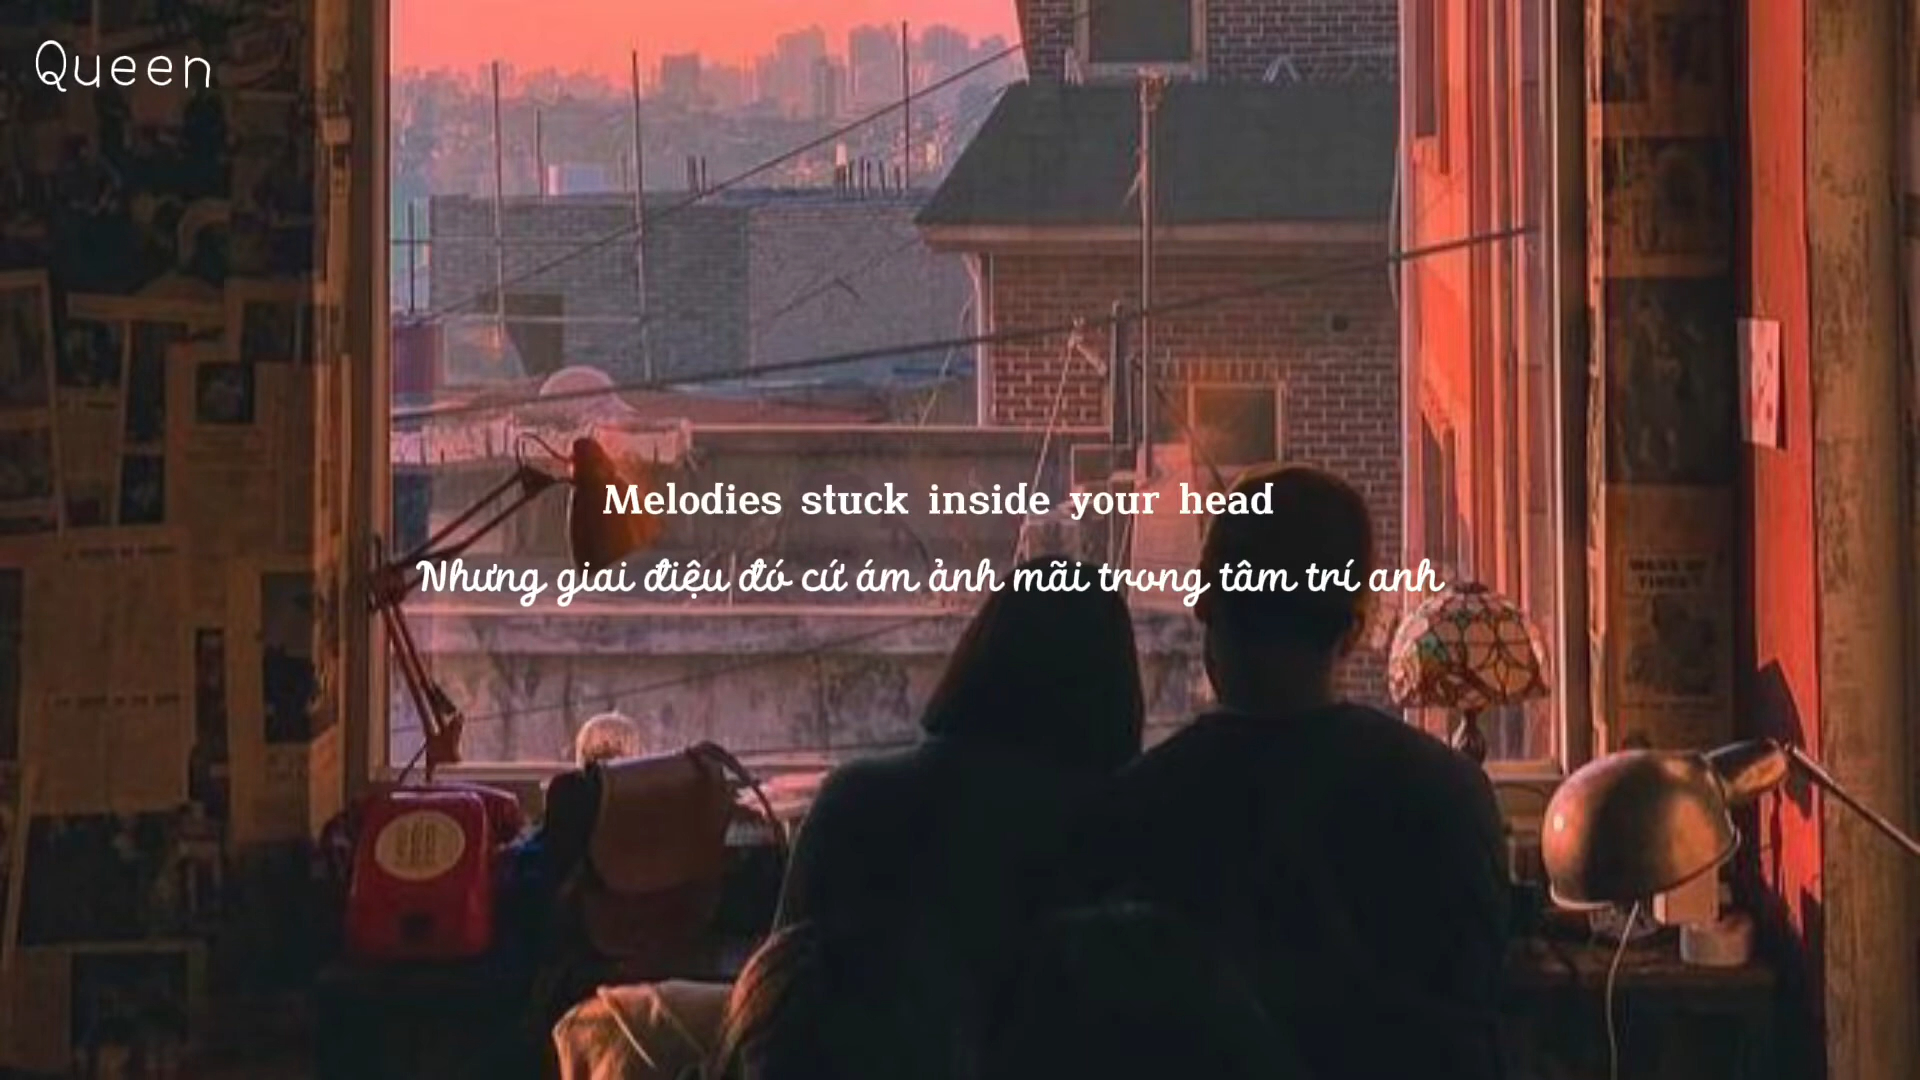 Queen
Melodies stuck inside your head
Nhưng giai điệu đó cứ ám ảnh mãi trong tâm trí anh